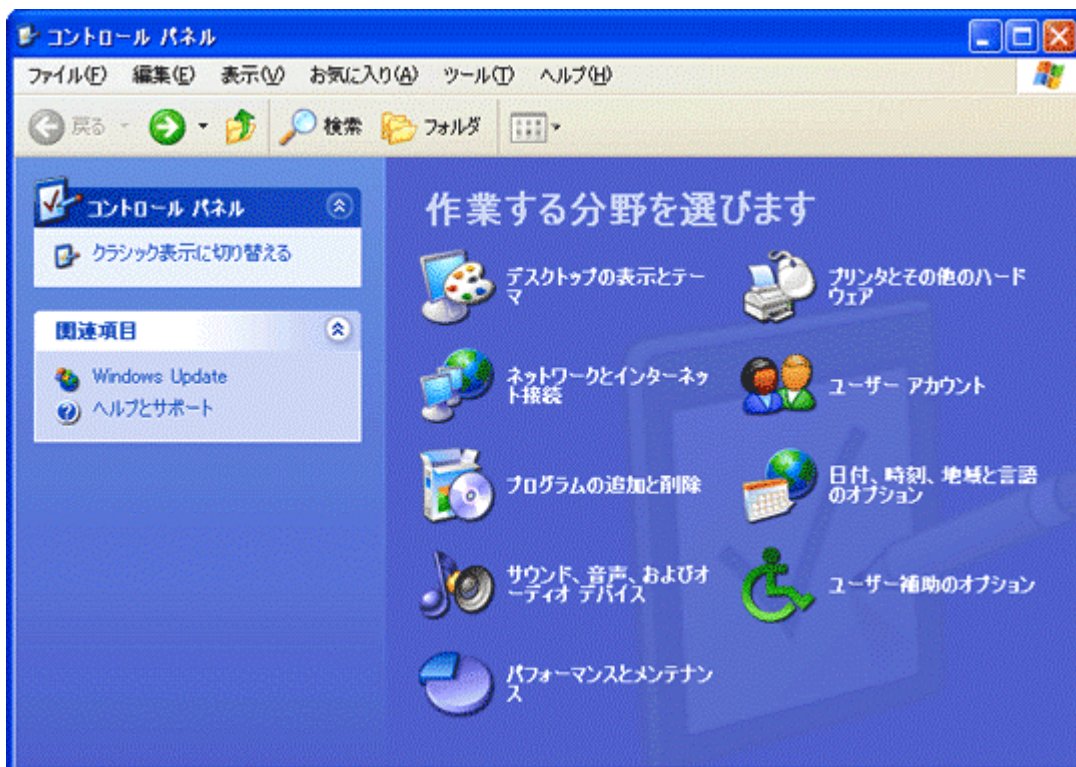 コントロール パネル
ファイル(F) 編集(E) 表示(V) お気に入り(A) ツール(T) ヘルプ(H)
戻る 検索 フォルダ
コントロール パネル
クラシック表示に切り替える
関連項目
Windows Update
ヘルプとサポート
作業する分野を選びます
デスクトップの表示とテー
マ
プリンタとその他のハード
ウェア
ネットワークとインターネッ
ト接続
ユーザー アカウント
プログラムの追加と削除
日付、時刻、地域と言語
のオプション
サウンド、音声、およびオ
ーディオ デバイス
ユーザー補助のオプション
パフォーマンスとメンテナン
ス